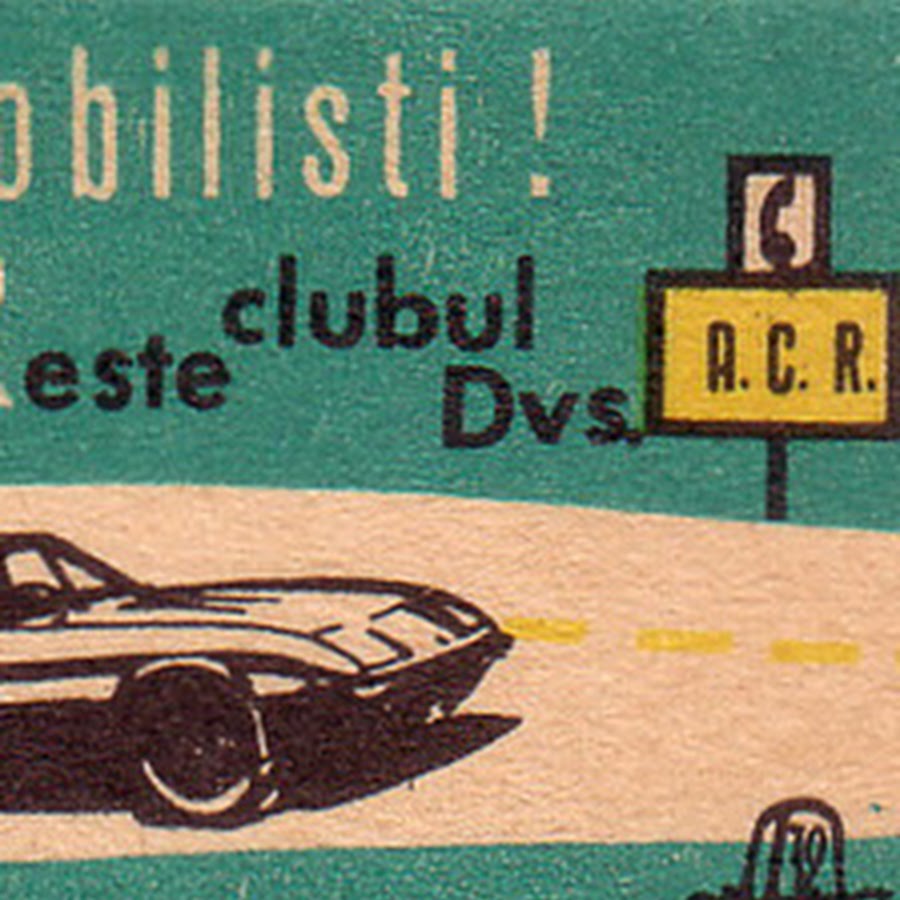 obilisti !
este clubul
Dvs.
A.C. R.